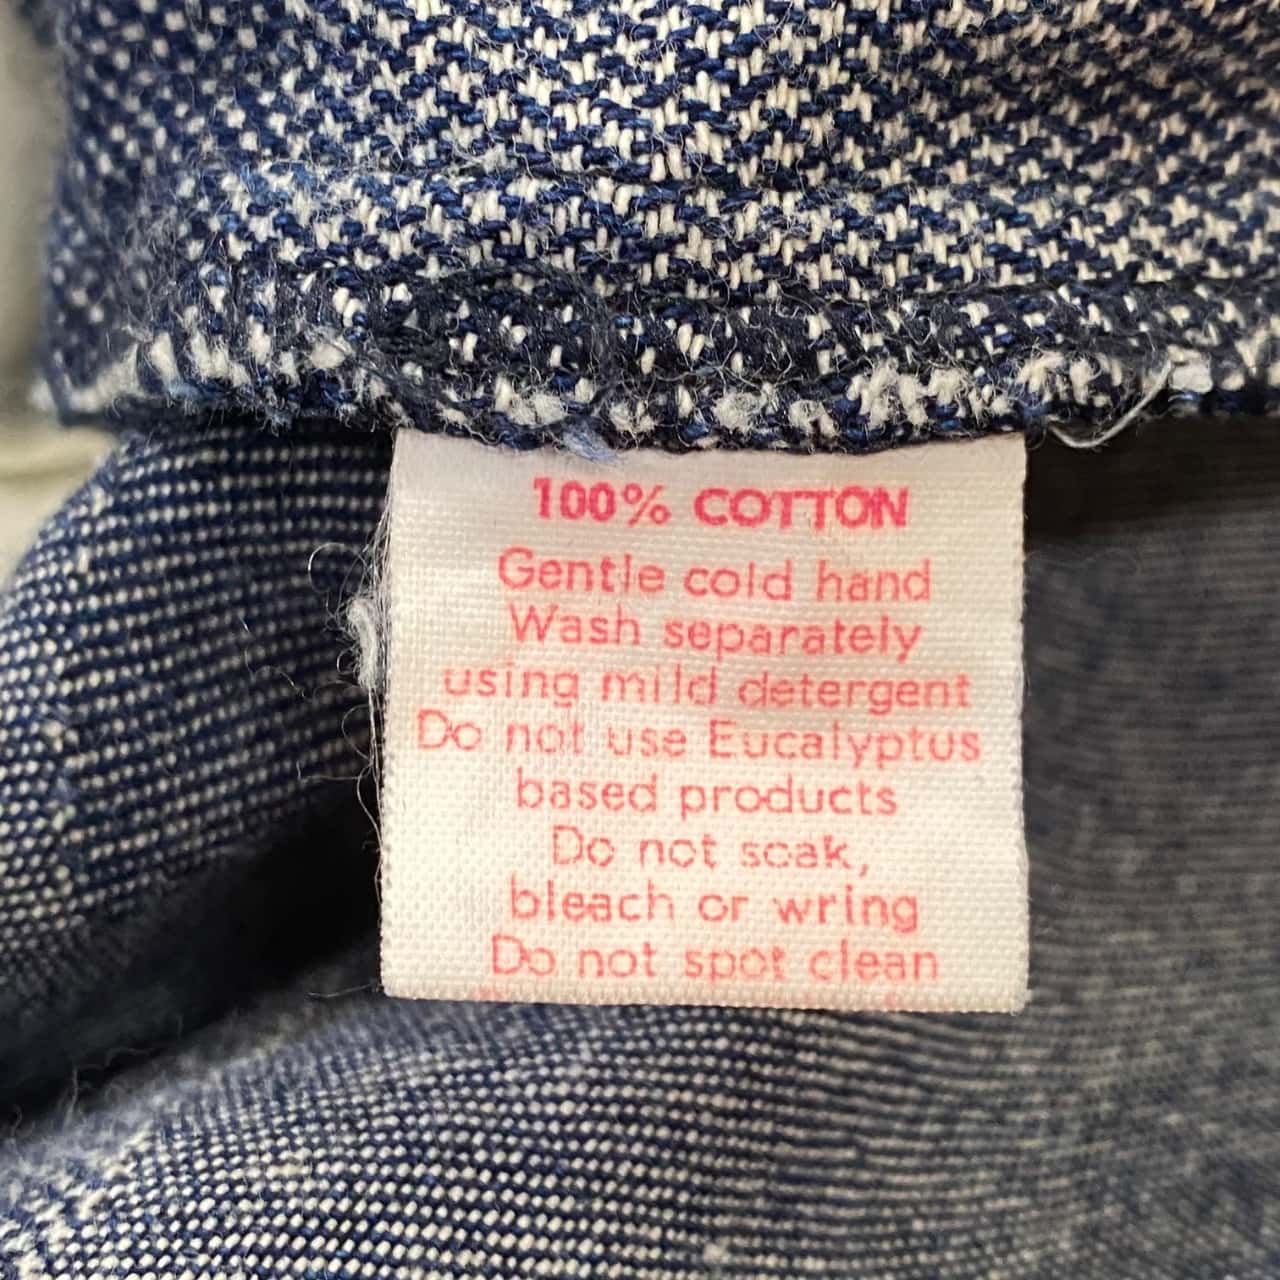 100% COTTON
Gentle cold hand
Wash separately
using mild detergent
Do not use Eucalyptus
based products
Do not soak,
bleach or wring
Do not spot clean